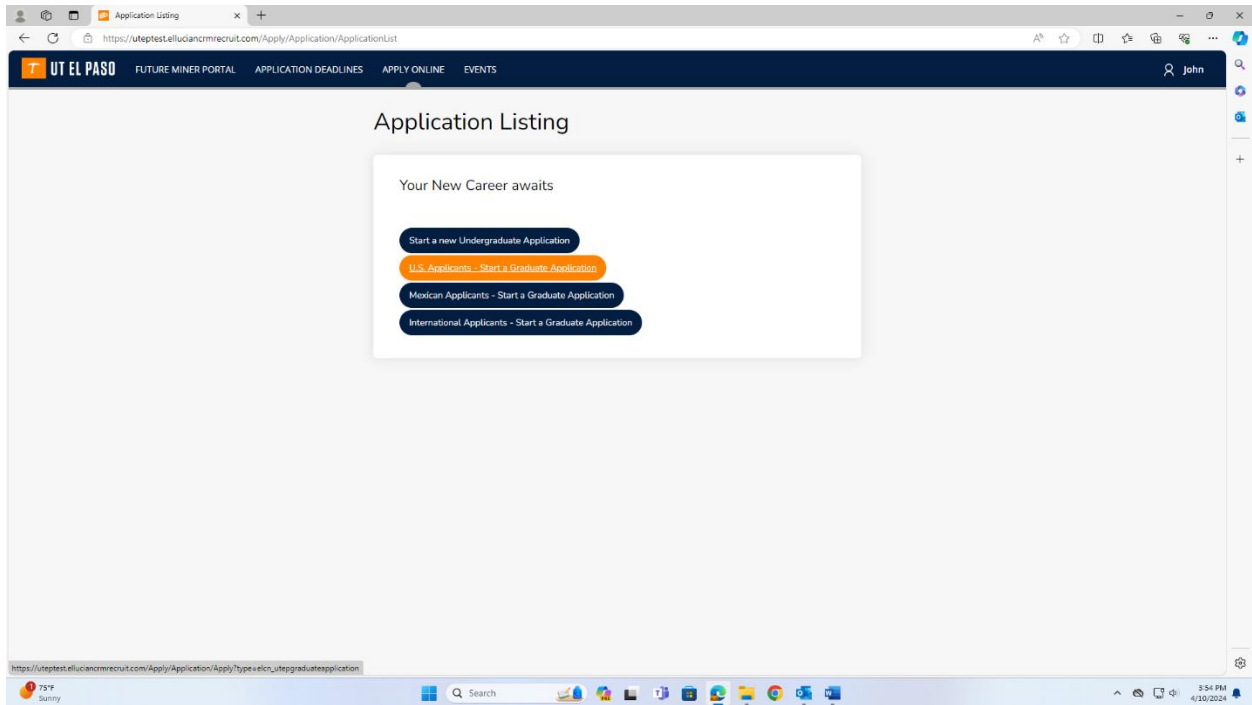 Application Listing
https://uteptest.elluciancrmrecruit.com/Apply/Application/ApplicationList
UT EL PASO FUTURE MINER PORTAL APPLICATION DEADLINES APPLY ONLINE EVENTS John
Application Listing
Your New Career awaits
Start a new Undergraduate Application
U.S. Applicants - Start a Graduate Application
Mexican Applicants - Start a Graduate Application
International Applicants - Start a Graduate Application
https://uteptest.elluciancrmrecruit.com/Apply/Application/Apply?type=elcn_utepgraduateapplication
75°F
Sunny
Search
3:54 PM
4/10/2024